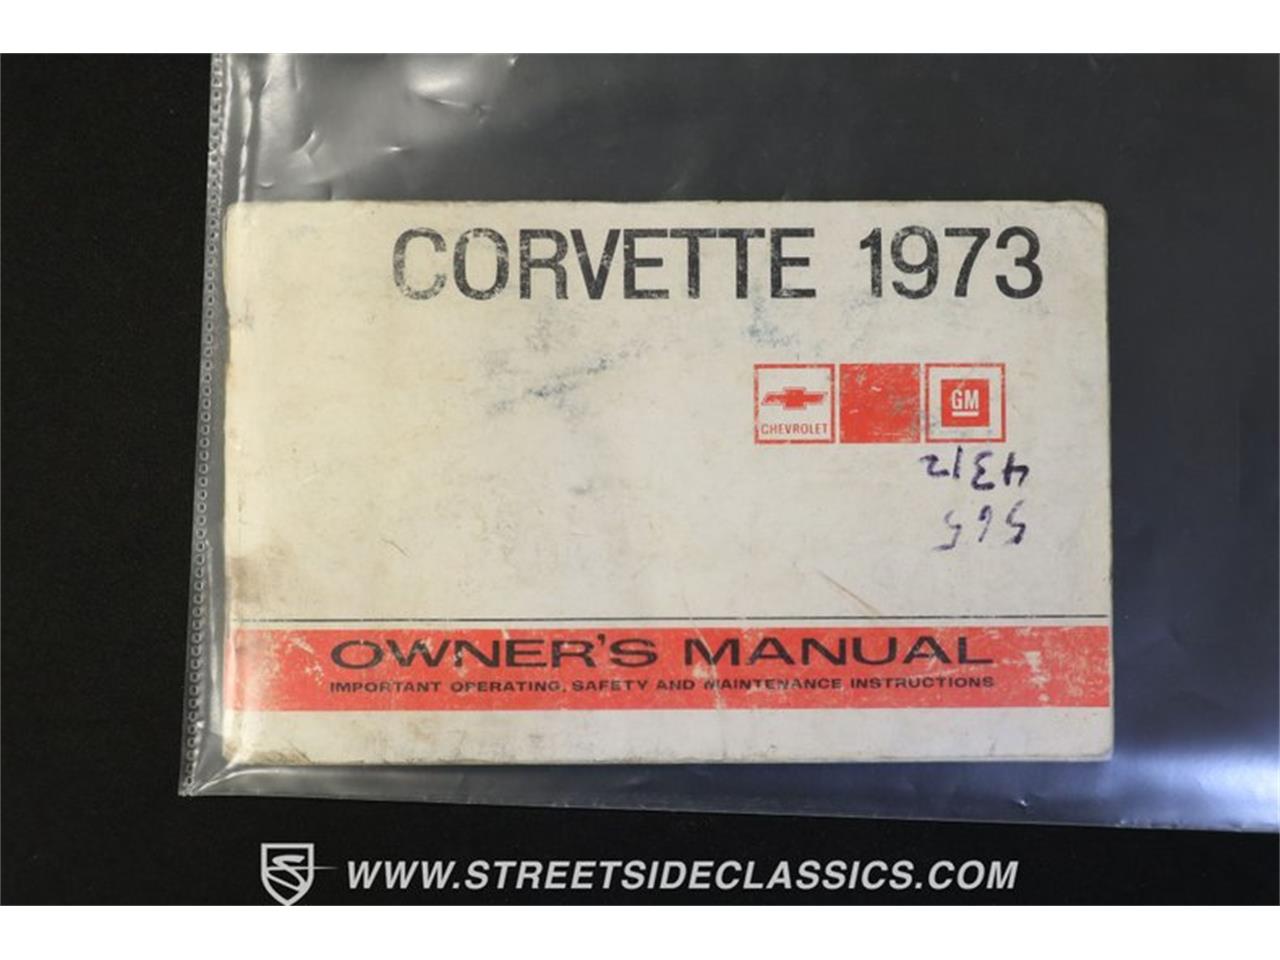 CORVETTE 1973
CHEVROLET
GM
565
4312
OWNER'S MANUAL
IMPORTANT OPERATING, SAFETY AND MAINTENANCE INSTRUCTIONS
WWW.STREETSIDECLASSICS.COM